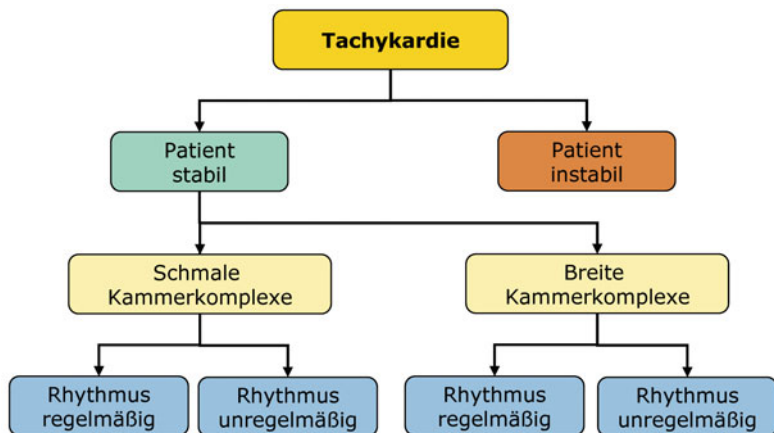 Tachykardie
Patient
stabil
Patient
instabil
Schmale
Kammerkomplexe
Breite
Kammerkomplexe
Rhythmus
regelmäßig
Rhythmus
unregelmäßig
Rhythmus
regelmäßig
Rhythmus
unregelmäßig